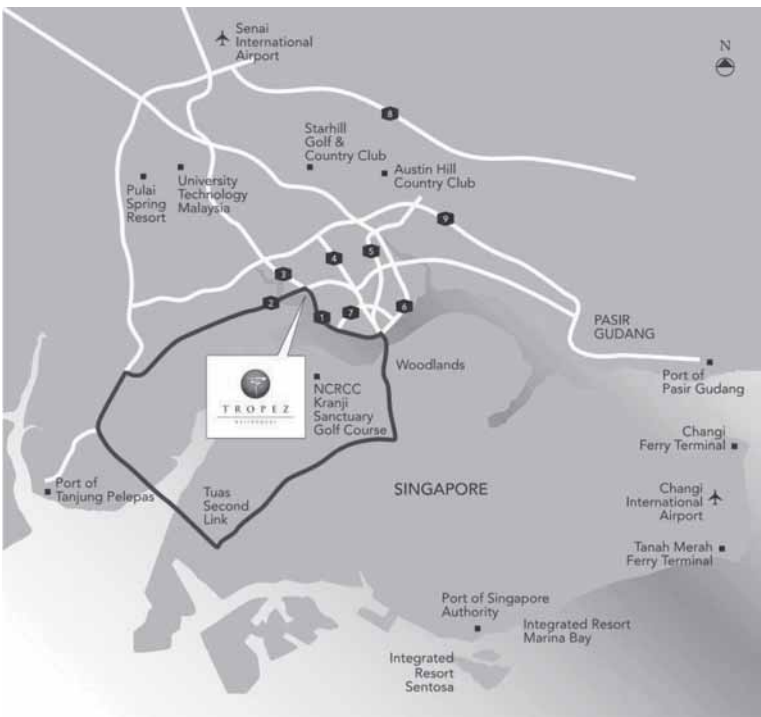 Senai
International
Airport
N
8
Starhill
Golf &
Country Club
Austin Hill
Country Club
Pulai
Spring
Resort
University
Technology
Malaysia
9
5
4
3
2
1
7
6
PASIR
GUDANG
Woodlands
Port of
Pasir Gudang
TROPEZ
RESIDENCES
NCRCC
Kranji
Sanctuary
Golf Course
Changi
Ferry Terminal
Port of
Tanjung Pelepas
Tuas
Second
Link
SINGAPORE
Changi
International
Airport
Tanah Merah
Ferry Terminal
Port of Singapore
Authority
Integrated Resort
Marina Bay
Integrated
Resort
Sentosa